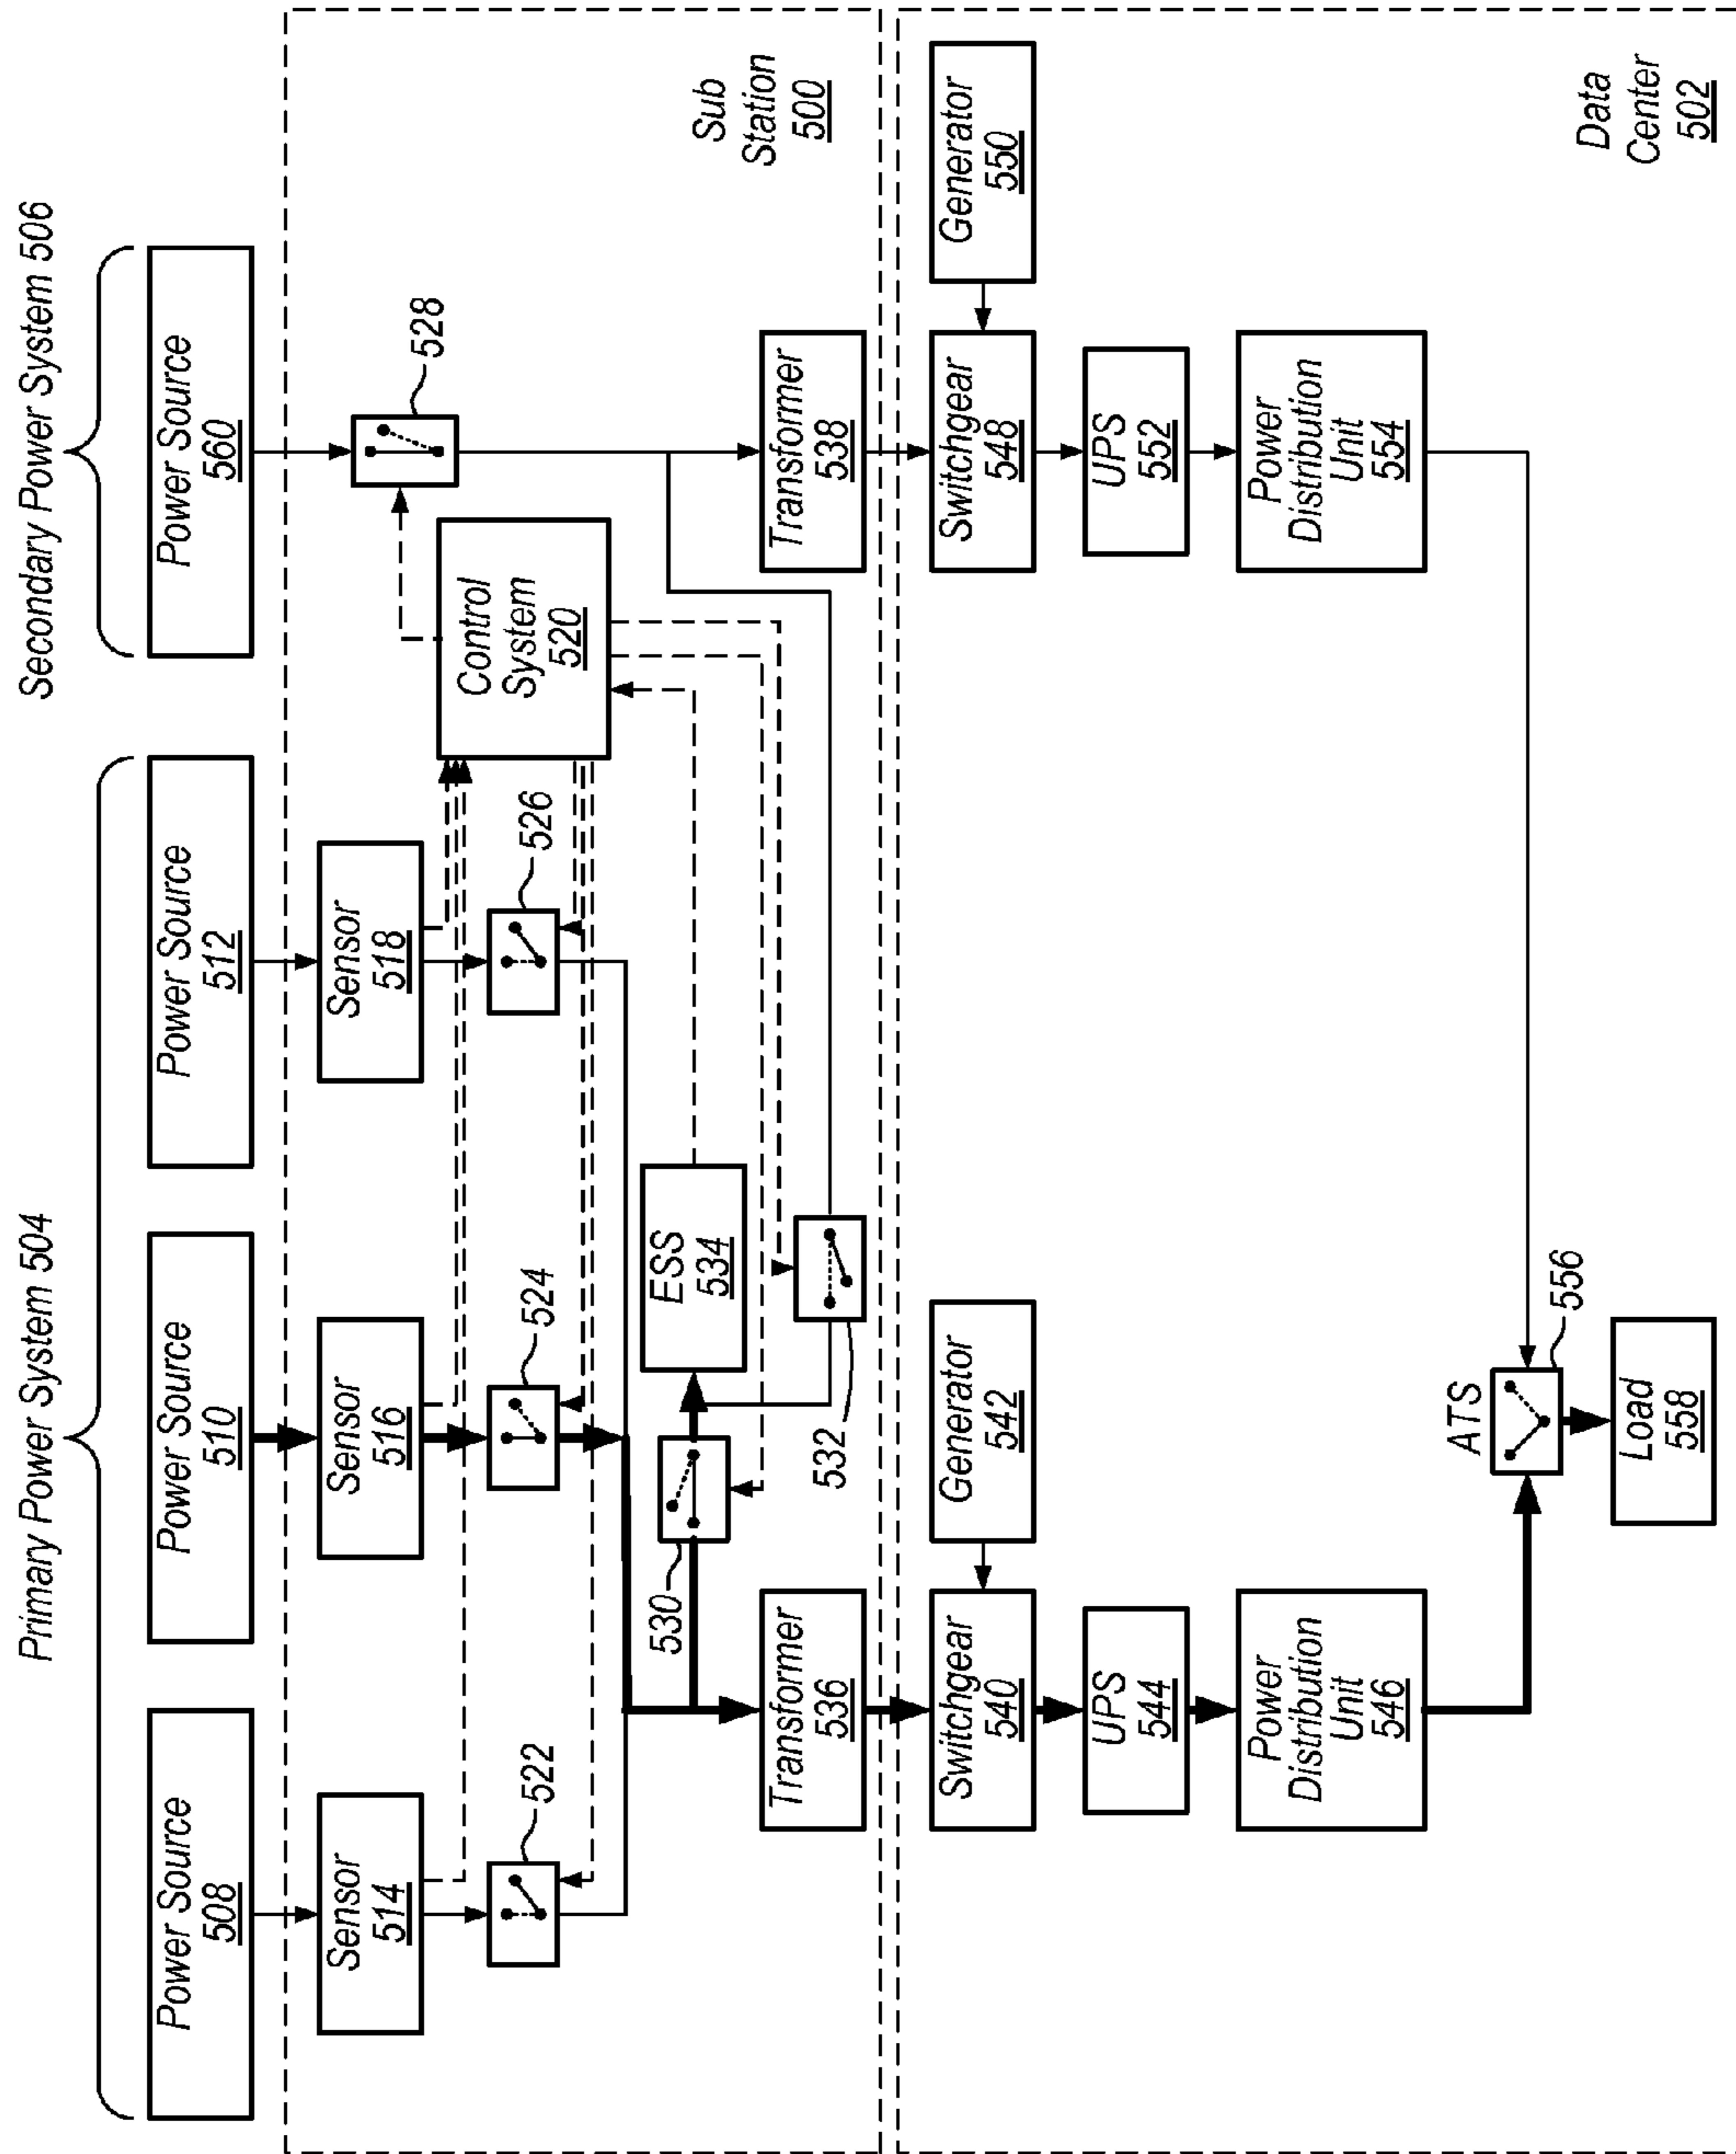 Primary Power System 504
Secondary Power System 506
Power Source
508
Power Source
510
Power Source
512
Power Source
560
Sensor
514
Sensor
516
Sensor
518
522
524
526
528
Control
System
520
530
ESS
534
532
Sub
Station
500
Transformer
536
Transformer
538
Switchgear
540
Generator
542
Switchgear
548
Generator
550
UPS
544
UPS
552
Power
Distribution
Unit
546
Power
Distribution
Unit
554
ATS
556
Load
558
Data
Center
502